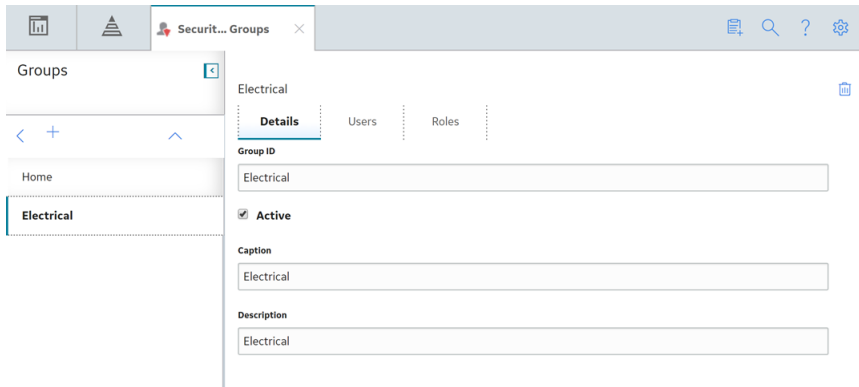 Securit... Groups
Groups
Electrical
Details
Users
Roles
Group ID
Electrical
Home
Active
Electrical
Caption
Electrical
Description
Electrical